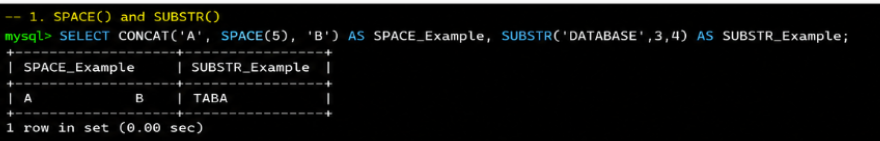 -- 1. SPACE() and SUBSTR()
mysql> SELECT CONCAT('A', SPACE(5), 'B') AS SPACE_Example, SUBSTR('DATABASE',3,4) AS SUBSTR_Example;
+-----------------+----------------+
| SPACE_Example | SUBSTR_Example |
+-----------------+----------------+
| A     B | TABA |
+-----------------+----------------+
1 row in set (0.00 sec)